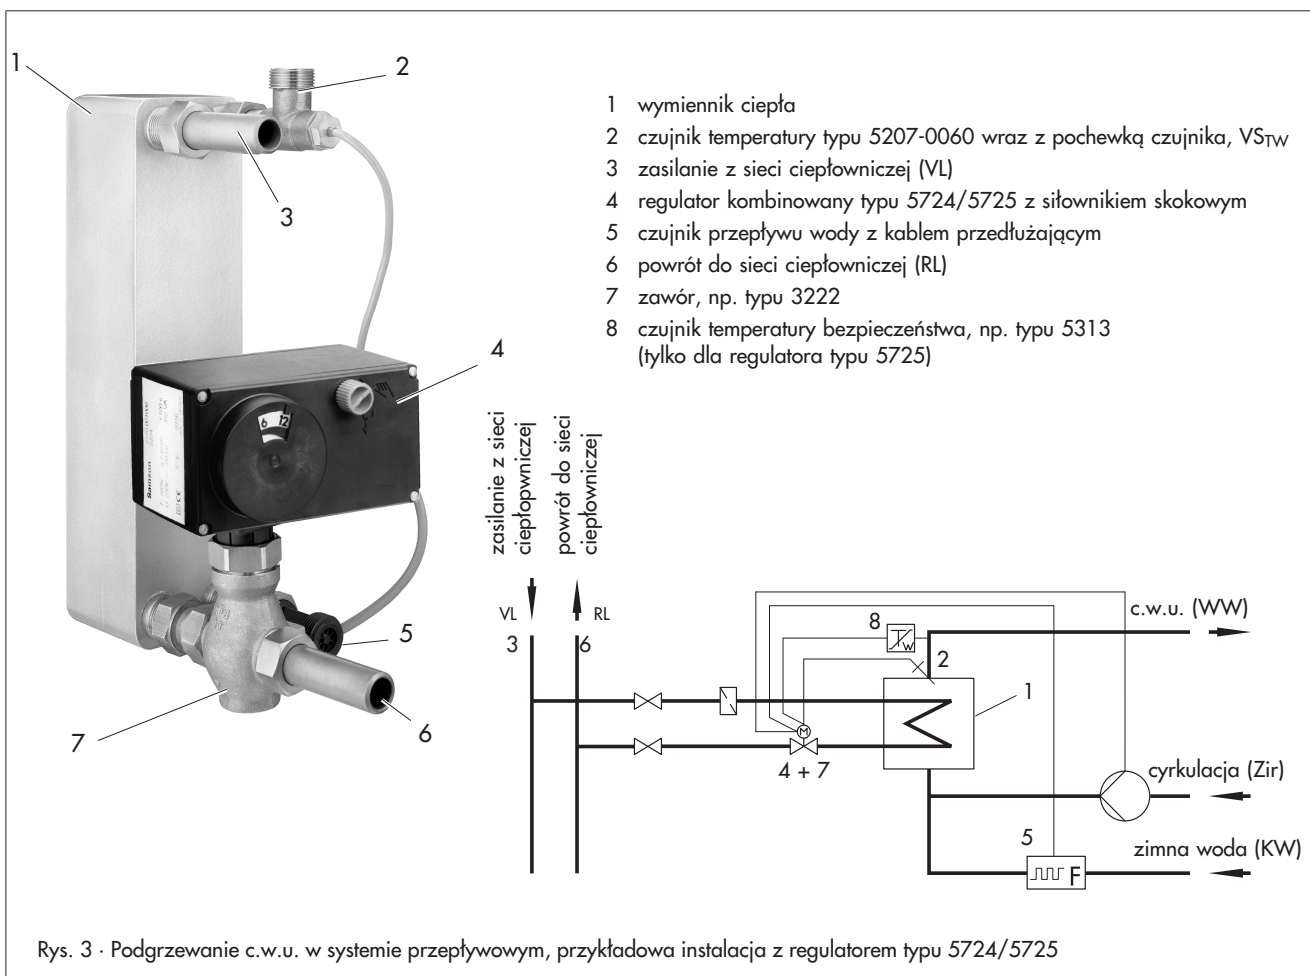 1
2
3
4
5
6
7
6 12
Samson
1 wymiennik ciepła
2 czujnik temperatury typu 5207-0060 wraz z pochewką czujnika, VSTW
3 zasilanie z sieci ciepłowniczej (VL)
4 regulator kombinowany typu 5724/5725 z siłownikiem skokowym
5 czujnik przepływu wody z kablem przedłużającym
6 powrót do sieci ciepłowniczej (RL)
7 zawór, np. typu 3222
8 czujnik temperatury bezpieczeństwa, np. typu 5313
(tylko dla regulatora typu 5725)
zasilanie z sieci
ciepłopwniczej
powrót do sieci
ciepłowniczej
VL
RL
3
6
8
W
2
c.w.u. (WW)
1
M
4 + 7
cyrkulacja (Zir)
5
zimna woda (KW)
F
Rys. 3 · Podgrzewanie c.w.u. w systemie przepływowym, przykładowa instalacja z regulatorem typu 5724/5725